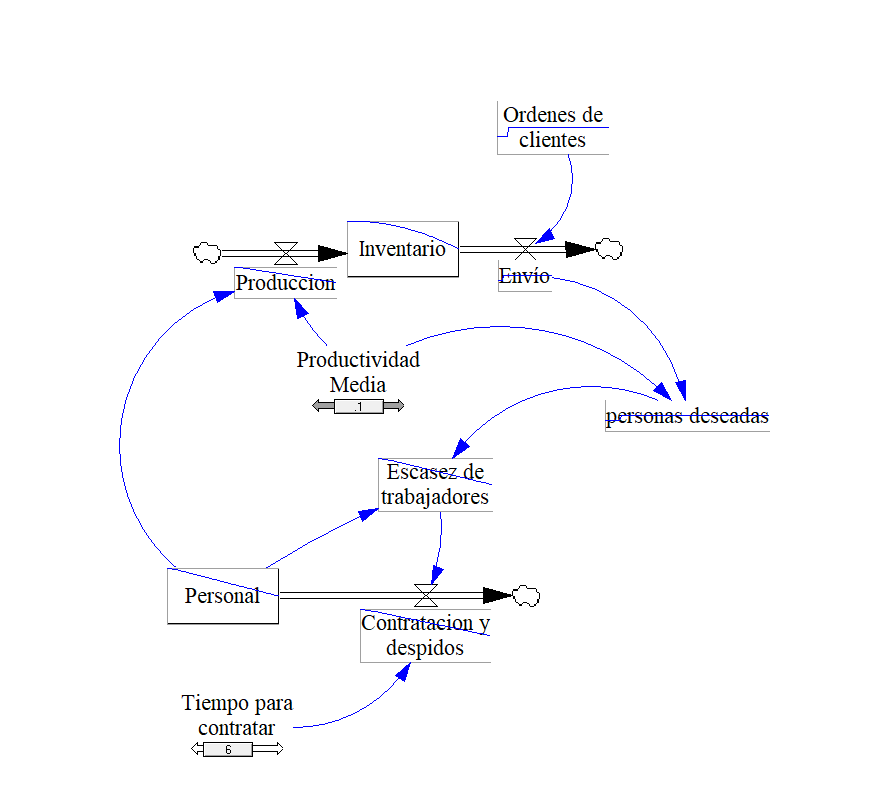 Ordenes de
clientes
Inventario
Produccion
Envío
Productividad
Media
.1
personas deseadas
Escasez de
trabajadores
Personal
Contratacion y
despidos
Tiempo para
contratar
6